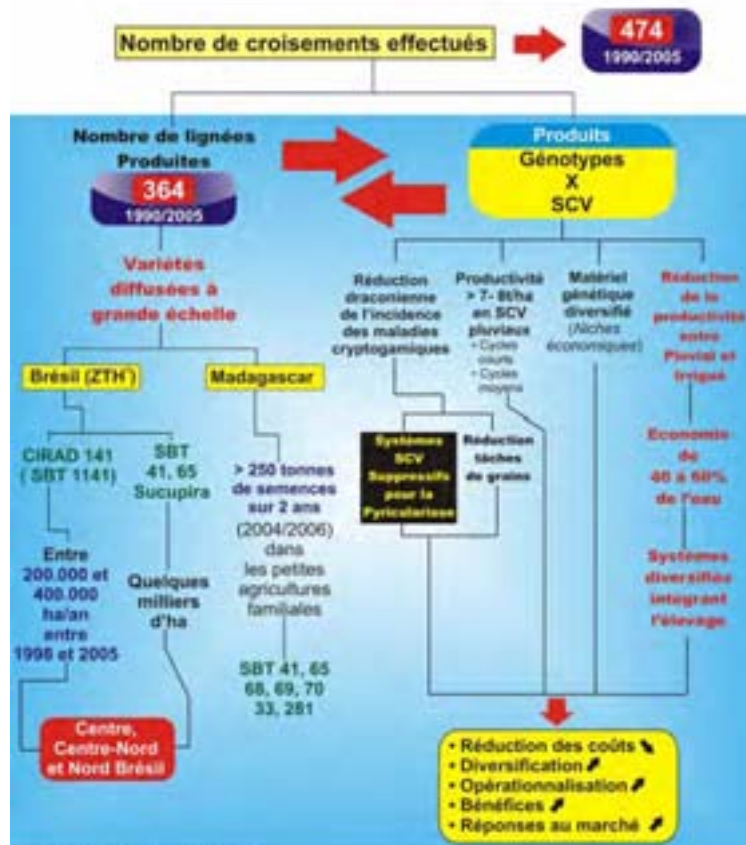 Nombre de croisements effectués
474
1990/2005
Nombre de lignées
Produites
364
1990/2005
Produits
Génotypes
X
SCV
Variétés
diffusées à
grande échelle
Brésil (ZTH*)
Madagascar
CIRAD 141
( SBT 1141)
SBT
41, 65
Sucupira
> 250 tonnes
de semences
sur 2 ans
(2004/2006)
dans
les petites
agricultures
familiales
Entre
200.000 et
400.000
ha/an
entre
1998 et 2005
Quelques
milliers
d'ha
SBT 41, 65
68, 69, 70
33, 281
Centre,
Centre-Nord
et Nord Brésil
Réduction
draconienne
de l'incidence
des maladies
cryptogamiques
Productivité
> 7- 8t/ha
en SCV
pluviaux
• Cycles
courts
• Cycles
moyens
Matériel
génétique
diversifié
(Niches
économiques)
Réduction
de la
productivité
entre
Pluvial et
Irrigué
Systèmes
SCV
Suppressifs
pour la
Pyriculariose
Réduction
tâches
de grains
Economie
de
40 à 60%
de l'eau
Systèmes
diversifiés
intégrant
l'élevage
• Réduction des coûts
• Diversification
• Opérationnalisation
• Bénéfices
• Réponses au marché